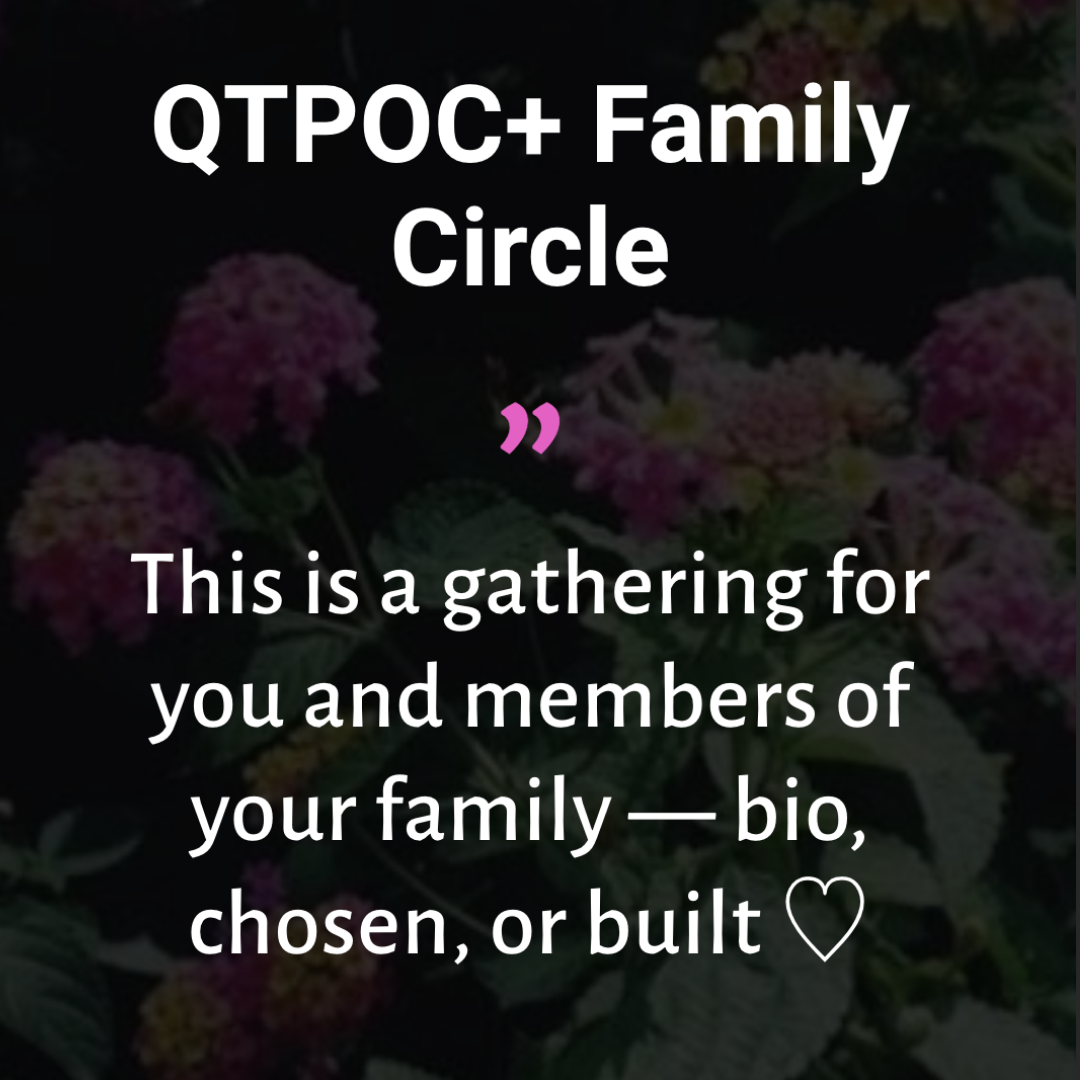 QTPOC+ Family
Circle
”
This is a gathering for
you and members of
your family — bio,
chosen, or built ♡